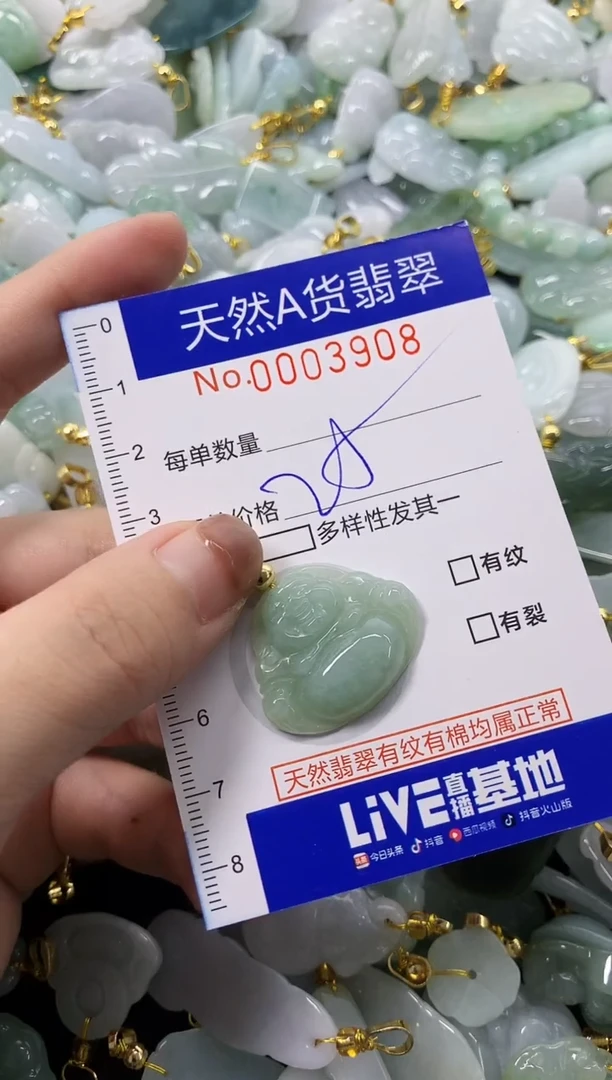 天然A货翡翠
No.0003908
每单数量
价格
多样性发其一
有纹
有裂
天然翡翠有纹有棉均属正常
LiVE直播基地
今日头条 抖音 西瓜视频 抖音火山版
0
1
2
3
6
7
8